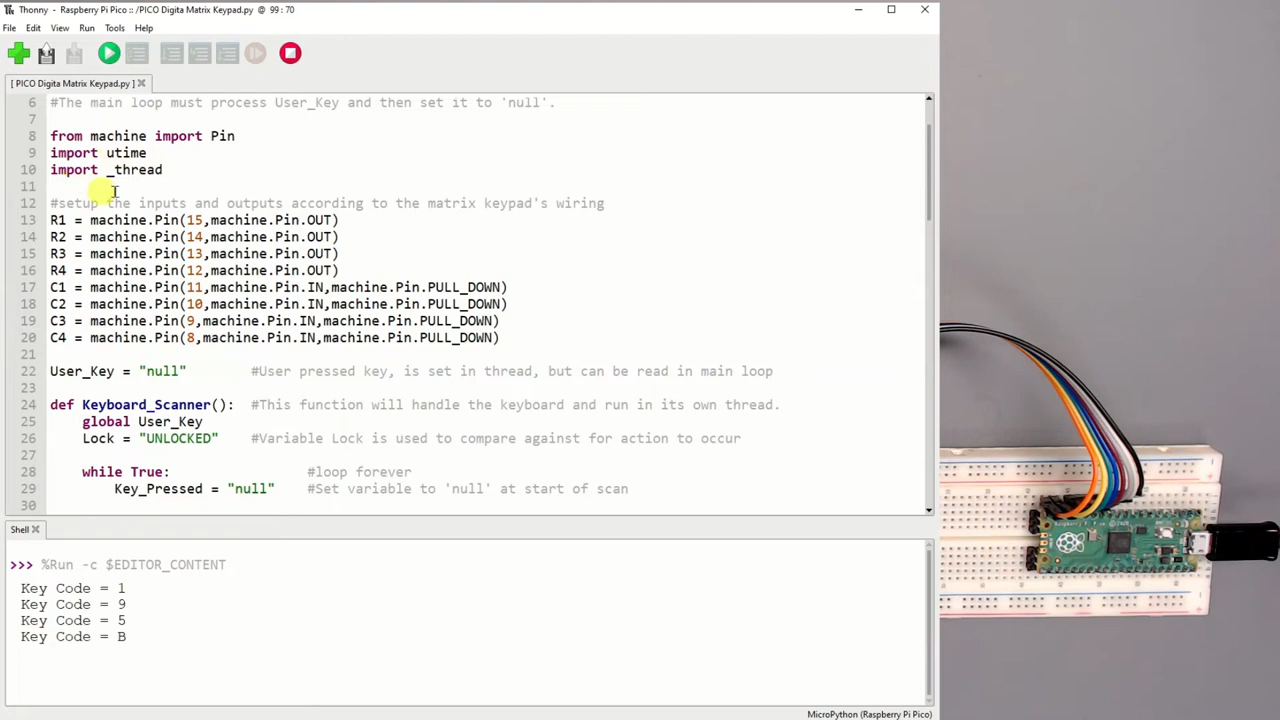 Thonny - Raspberry Pi Pico :: /PICO Digita Matrix Keypad.py @ 99 : 70
File Edit View Run Tools Help
[ PICO Digita Matrix Keypad.py ]
6 #The main loop must process User_Key and then set it to 'null'.
7
8 from machine import Pin
9 import utime
10 import _thread
11
12 #setup the inputs and outputs according to the matrix keypad's wiring
13 R1 = machine.Pin(15,machine.Pin.OUT)
14 R2 = machine.Pin(14,machine.Pin.OUT)
15 R3 = machine.Pin(13,machine.Pin.OUT)
16 R4 = machine.Pin(12,machine.Pin.OUT)
17 C1 = machine.Pin(11,machine.Pin.IN,machine.Pin.PULL_DOWN)
18 C2 = machine.Pin(10,machine.Pin.IN,machine.Pin.PULL_DOWN)
19 C3 = machine.Pin(9,machine.Pin.IN,machine.Pin.PULL_DOWN)
20 C4 = machine.Pin(8,machine.Pin.IN,machine.Pin.PULL_DOWN)
21
22 User_Key = "null" #User pressed key, is set in thread, but can be read in main loop
23
24 def Keyboard_Scanner(): #This function will handle the keyboard and run in its own thread.
25 global User_Key
26 Lock = "UNLOCKED" #Variable Lock is used to compare against for action to occur
27
28 while True: #loop forever
29 Key_Pressed = "null" #Set variable to 'null' at start of scan
30
Shell
>>> %Run -c $EDITOR_CONTENT
Key Code = 1
Key Code = 9
Key Code = 5
Key Code = B
MicroPython (Raspberry Pi Pico)
Raspberry Pi Pico